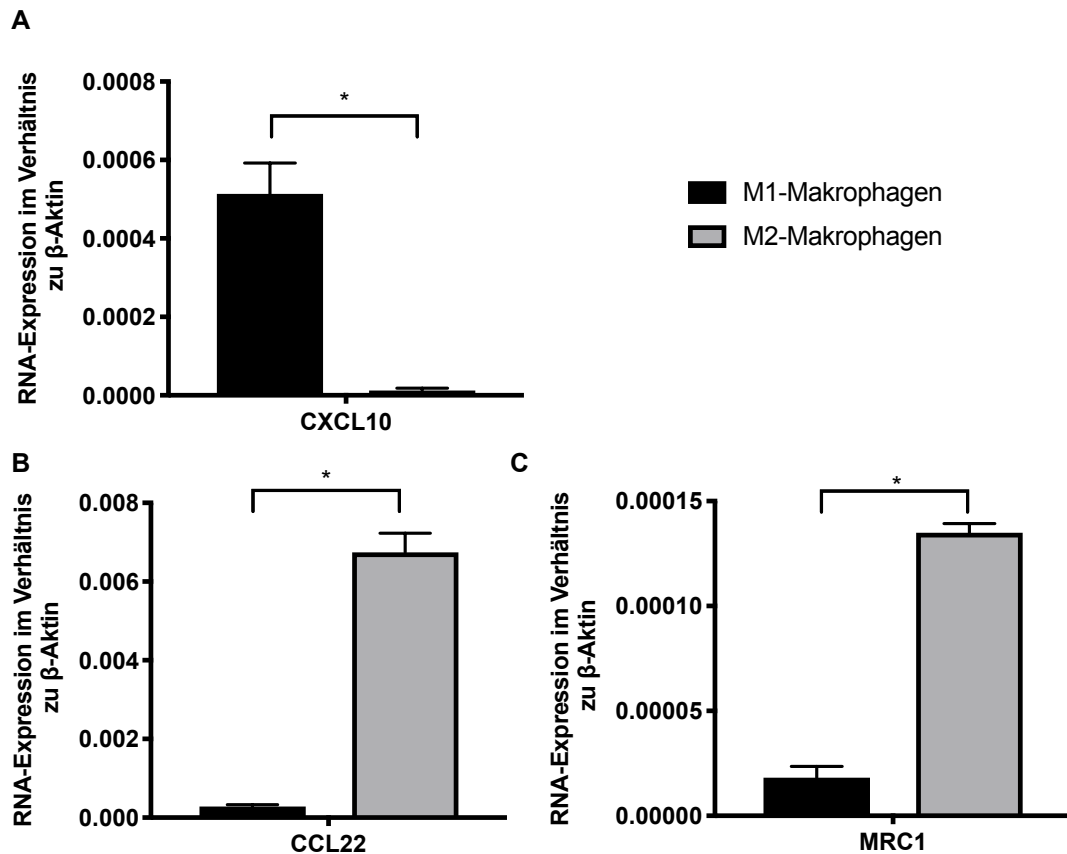 A
RNA-Expression im Verhältnis
zu β-Aktin
0.0008
0.0006
0.0004
0.0002
0.0000
*
CXCL10
M1-Makrophagen
M2-Makrophagen
B
RNA-Expression im Verhältnis
zu β-Aktin
0.008
0.006
0.004
0.002
0.000
*
CCL22
C
RNA-Expression im Verhältnis
zu β-Aktin
0.00015
0.00010
0.00005
0.00000
*
MRC1